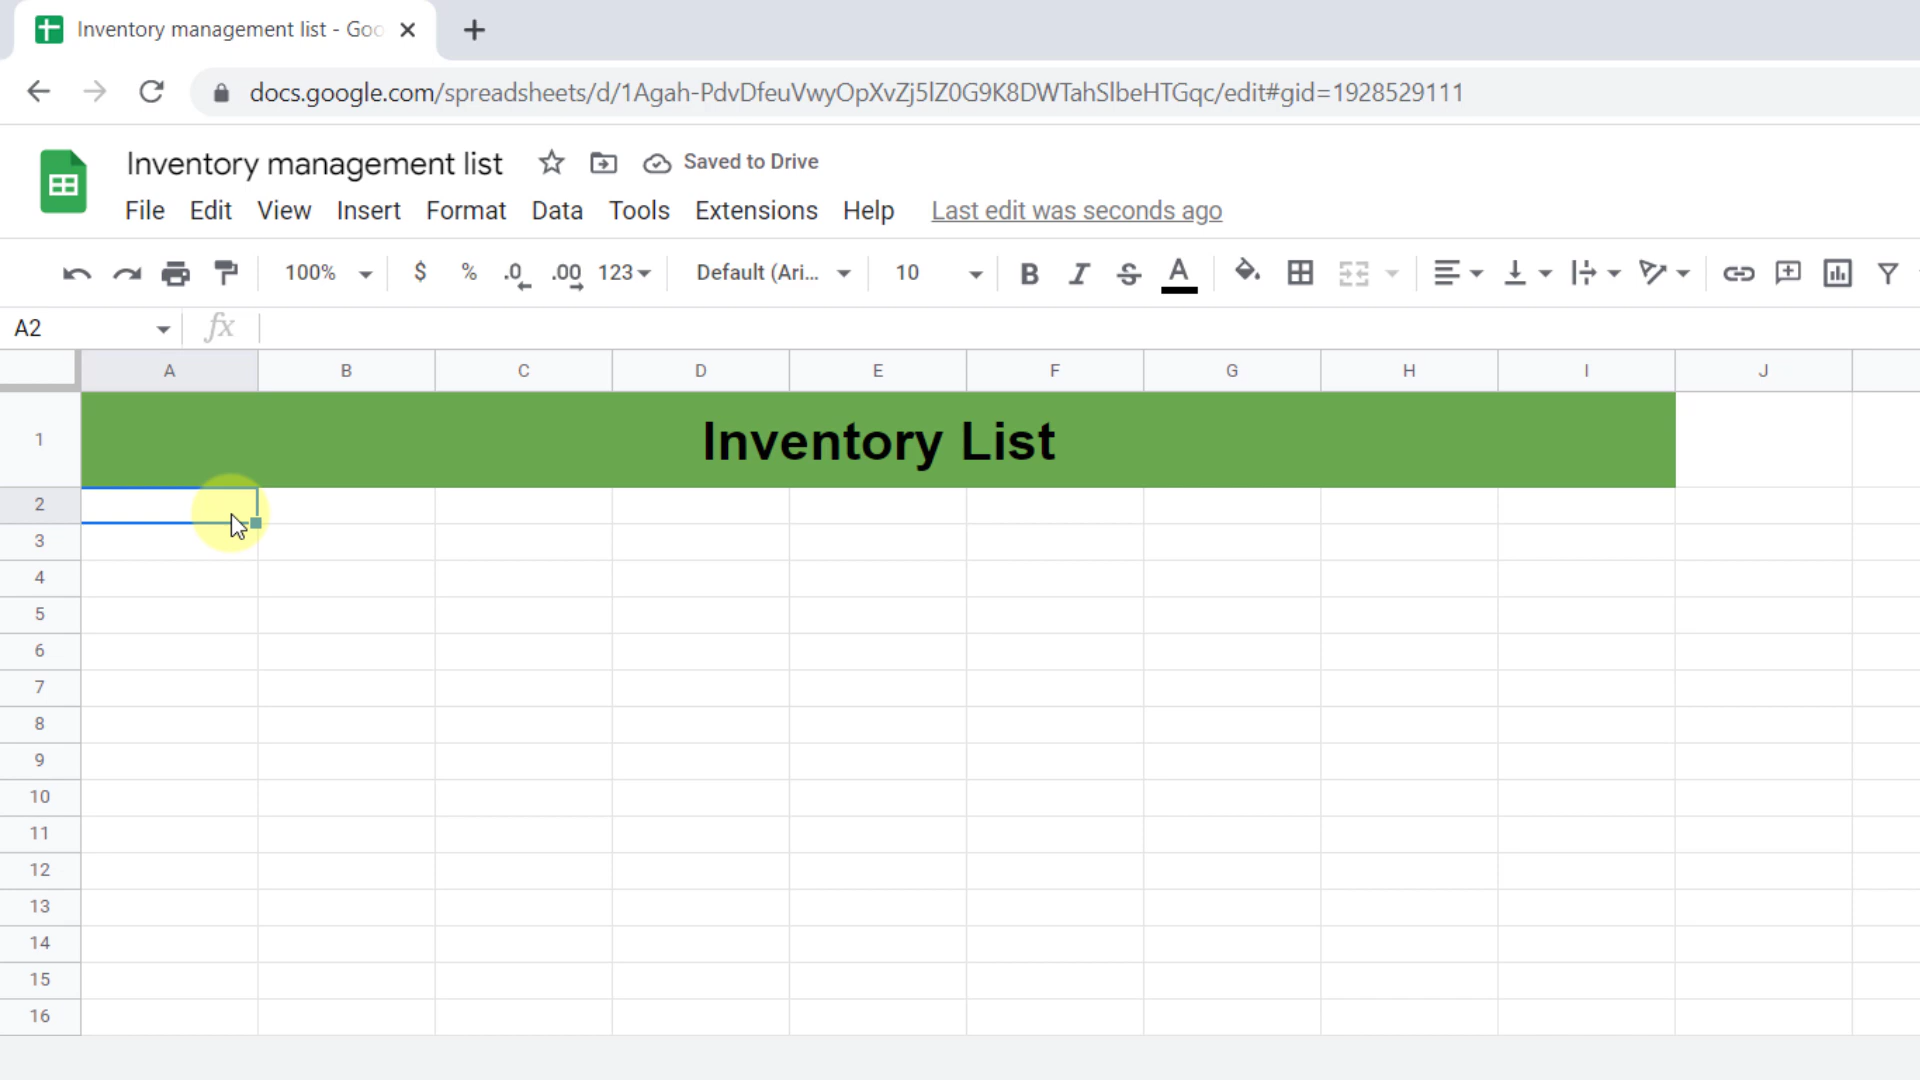 Inventory management list - Goo
docs.google.com/spreadsheets/d/1Agah-PdvDfeuVwyOpXvZj5lZ0G9K8DWTahSlbeHTGqc/edit#gid=1928529111
Inventory management list Saved to Drive
File Edit View Insert Format Data Tools Extensions Help Last edit was seconds ago
100% $ % .0 .00 123 Default (Ari... 10 B I S A
A2 fx
A B C D E F G H I J
1 Inventory List
2
3
4
5
6
7
8
9
10
11
12
13
14
15
16